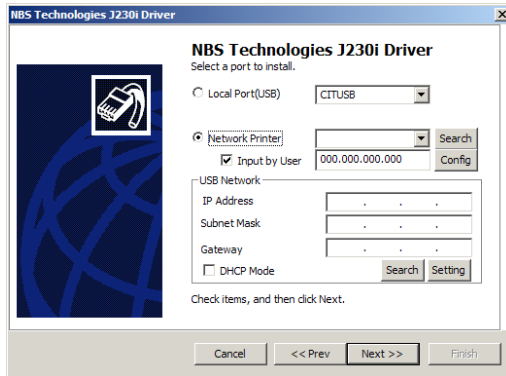 NBS Technologies J230i Driver
NBS Technologies J230i Driver
Select a port to install.
Local Port(USB) CITUSB
Network Printer Search
Input by User 000.000.000.000 Config
USB Network
IP Address . . .
Subnet Mask . . .
Gateway . . .
DHCP Mode Search Setting
Check items, and then click Next.
Cancel << Prev Next >> Finish